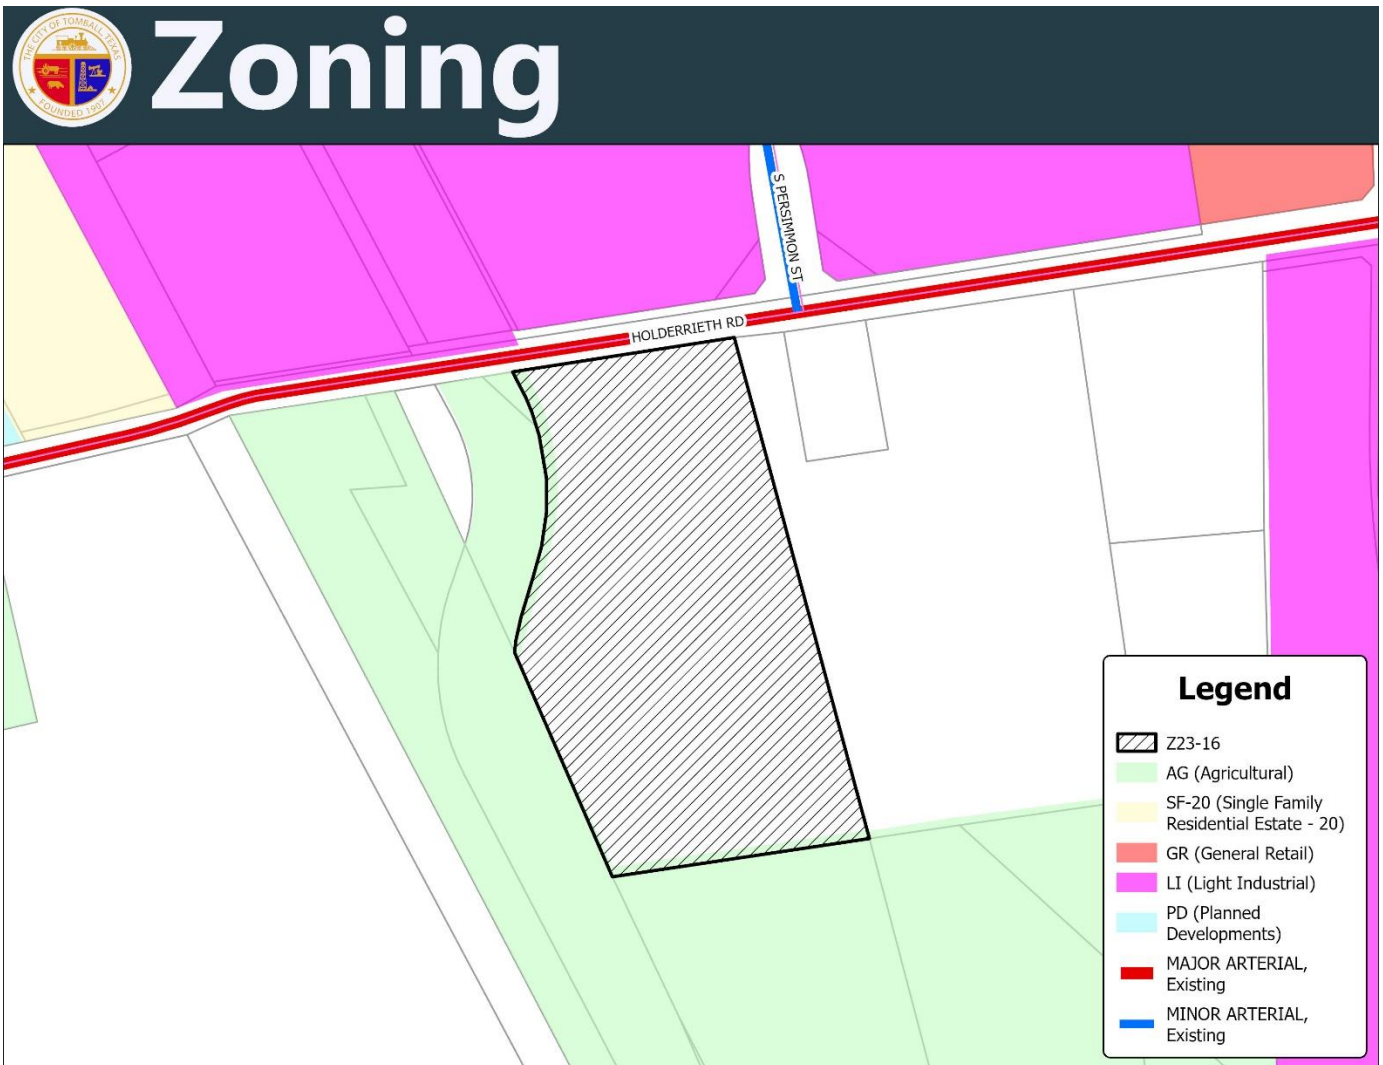 THE CITY OF TOMBALL, TEXAS
FOUNDED 1907
Zoning
S PERSIMMON ST
HOLDERRIETH RD
Legend
Z23-16
AG (Agricultural)
SF-20 (Single Family
Residential Estate - 20)
GR (General Retail)
LI (Light Industrial)
PD (Planned
Developments)
MAJOR ARTERIAL,
Existing
MINOR ARTERIAL,
Existing